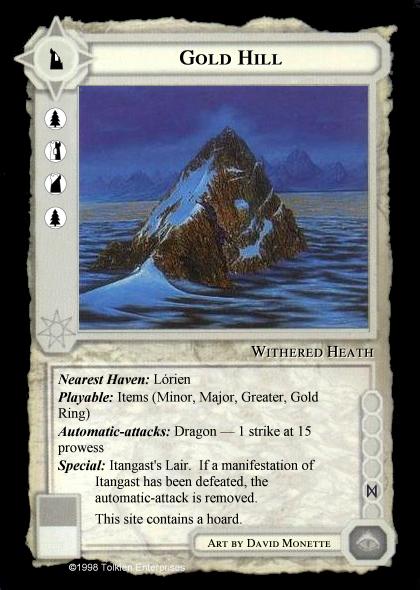 GOLD HILL
WITHERED HEATH
Nearest Haven: Lórien
Playable: Items (Minor, Major, Greater, Gold
Ring)
Automatic-attacks: Dragon — 1 strike at 15
prowess
Special: Itangast's Lair. If a manifestation of
Itangast has been defeated, the
automatic-attack is removed.
This site contains a hoard.
ART BY DAVID MONETTE
©1998 Tolkien Enterprises